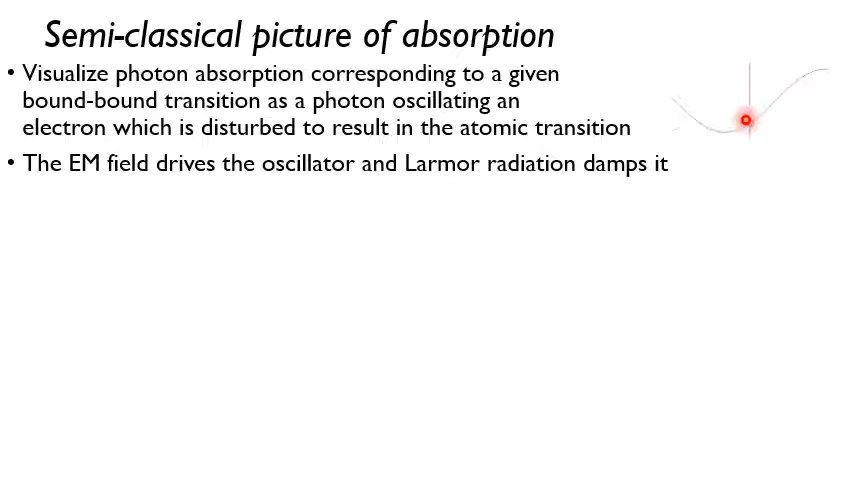 Semi-classical picture of absorption
• Visualize photon absorption corresponding to a given
bound-bound transition as a photon oscillating an
electron which is disturbed to result in the atomic transition
• The EM field drives the oscillator and Larmor radiation damps it